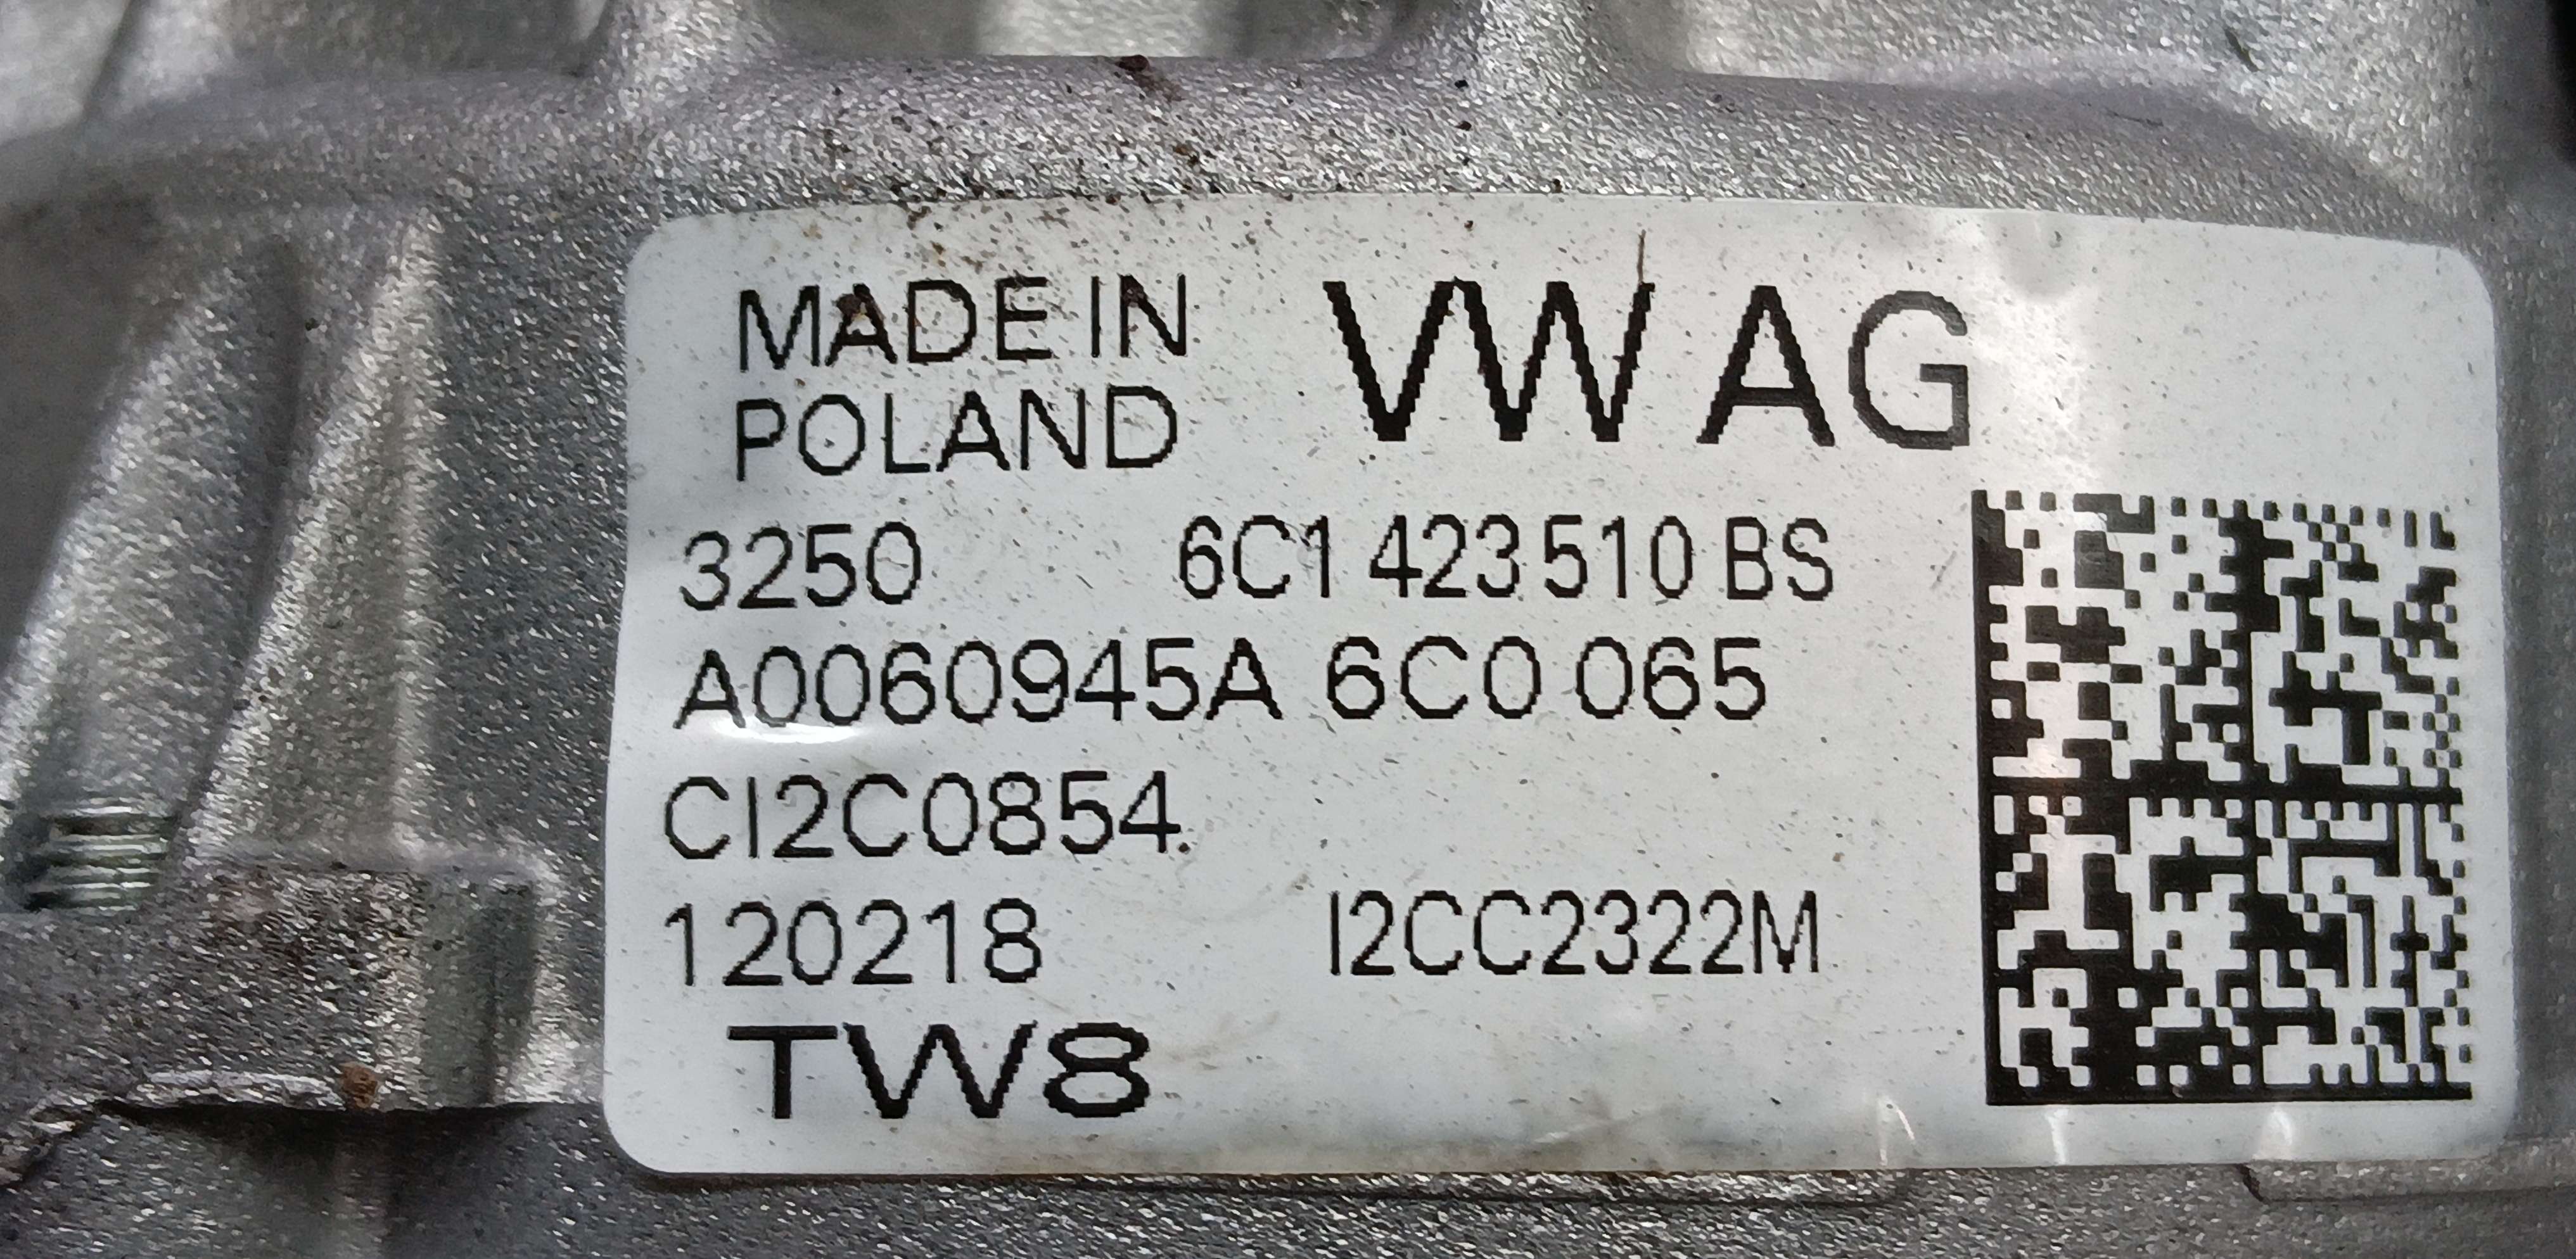 MADE IN
POLAND
VW AG
3250 6C1 423 510 BS
A0060945A 6C0 065
CI2C0854.
120218 I2CC2322M
TW8